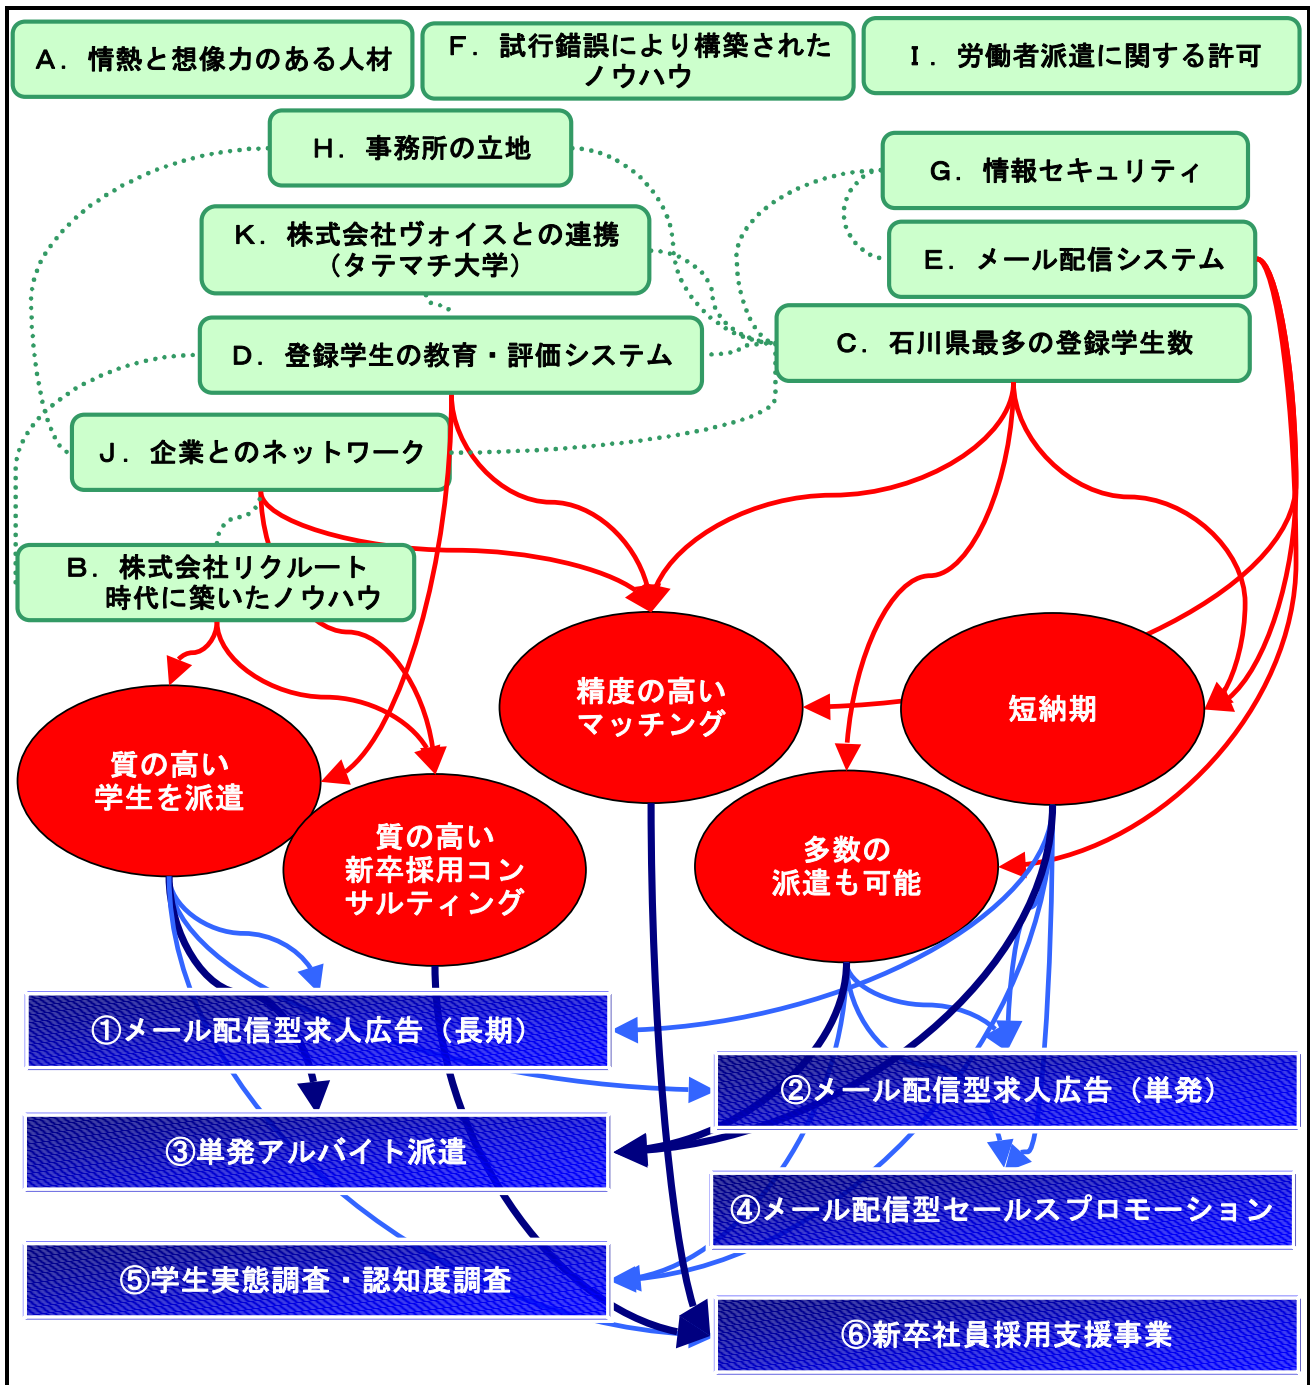 A．情熱と想像力のある人材
F．試行錯誤により構築された
ノウハウ
I．労働者派遣に関する許可
H．事務所の立地
G．情報セキュリティ
K．株式会社ヴォイスとの連携
（タテマチ大学）
E．メール配信システム
D．登録学生の教育・評価システム
C．石川県最多の登録学生数
J．企業とのネットワーク
B．株式会社リクルート
時代に築いたノウハウ
精度の高い
マッチング
短納期
質の高い
学生を派遣
質の高い
新卒採用コン
サルティング
多数の
派遣も可能
①メール配信型求人広告（長期）
②メール配信型求人広告（単発）
③単発アルバイト派遣
④メール配信型セールスプロモーション
⑤学生実態調査・認知度調査
⑥新卒社員採用支援事業